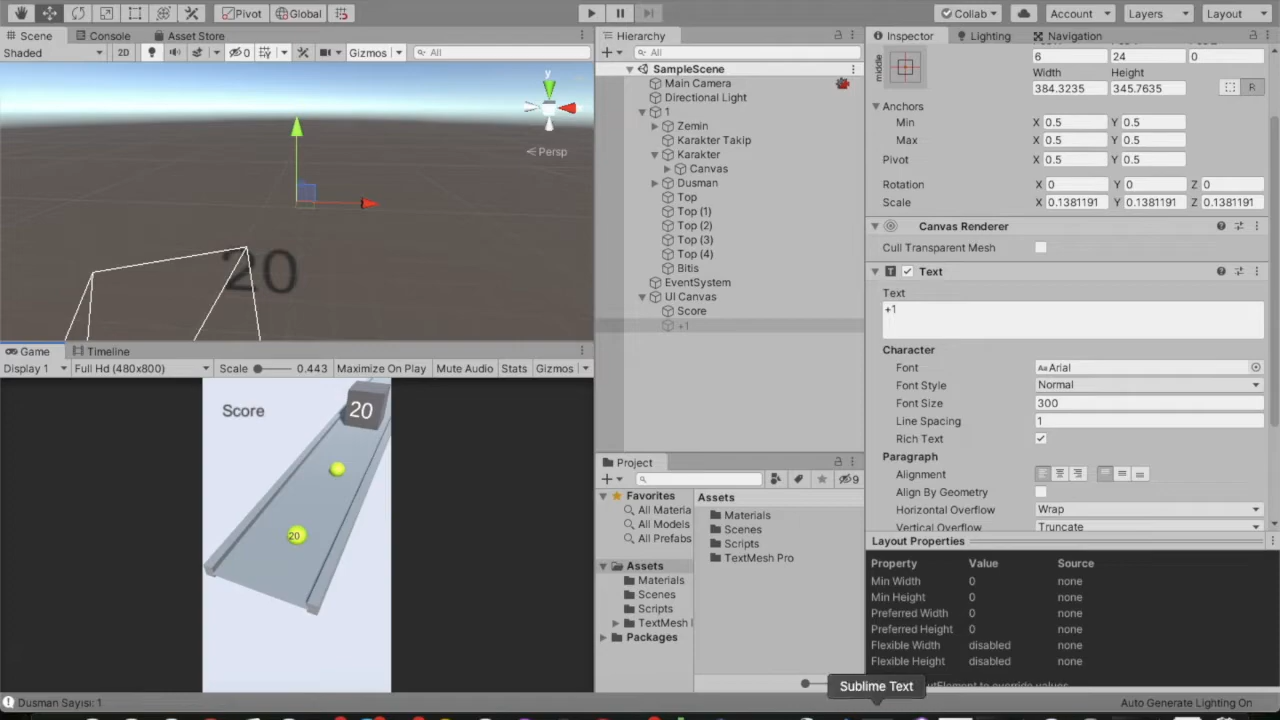 Pivot Global Collab Account Layers Layout
Scene Console Asset Store
Shaded 2D 0 Gizmos All
y
Persp
20
Game Timeline
Display 1 Full Hd (480x800) Scale 0.443 Maximize On Play Mute Audio Stats Gizmos
Score
20
20
Dusman Sayısı: 1
Hierarchy
All
SampleScene
Main Camera
Directional Light
1
Zemin
Karakter Takip
Karakter
Canvas
Dusman
Top
Top (1)
Top (2)
Top (3)
Top (4)
Bitis
EventSystem
UI Canvas
Score
+1
Project
9
Favorites
All Materia
All Models
All Prefabs
Assets
Materials
Scenes
Scripts
TextMesh
Packages
Assets
Materials
Scenes
Scripts
TextMesh Pro
Sublime Text
Inspector Lighting Navigation
middle
6 24 0
Width Height
384.3235 345.7635 R
Anchors
Min X 0.5 Y 0.5
Max X 0.5 Y 0.5
Pivot X 0.5 Y 0.5
Rotation X 0 Y 0 Z 0
Scale X 0.1381191 Y 0.1381191 Z 0.1381191
Canvas Renderer
Cull Transparent Mesh
Text
Text
+1
Character
Font Aa Arial
Font Style Normal
Font Size 300
Line Spacing 1
Rich Text
Paragraph
Alignment
Align By Geometry
Horizontal Overflow Wrap
Vertical Overflow Truncate
Layout Properties
Property Value Source
Min Width 0 none
Min Height 0 none
Preferred Width 0 none
Preferred Height 0 none
Flexible Width disabled none
Flexible Height disabled none
to override values
Auto Generate Lighting On